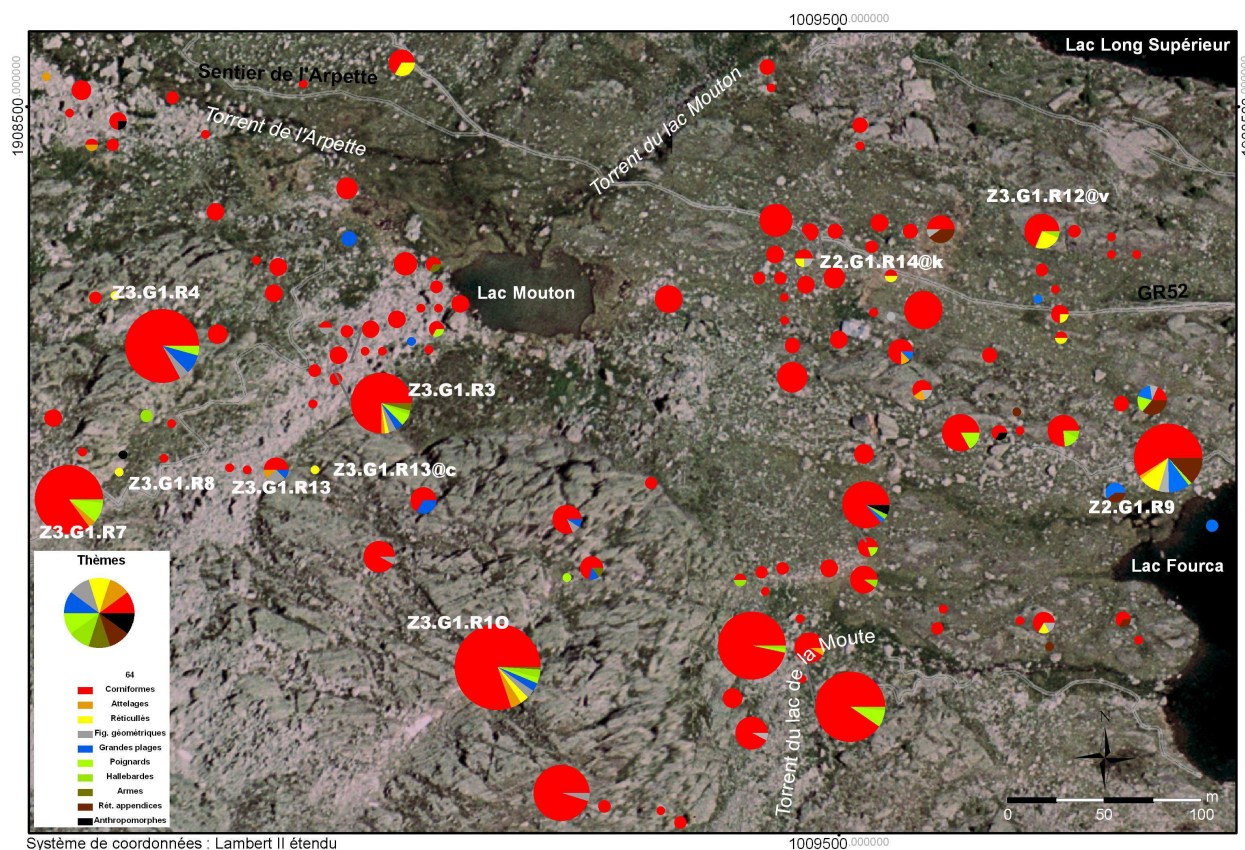 1009500.000000
Lac Long Supérieur
Sentier de l'Arpette
Torrent du lac Mouton
1908500.000000
Torrent de l'Arpette
Z3.G1.R12@v
Z2.G1.R14@k
Z3.G1.R4
Lac Mouton
GR52
Z3.G1.R3
Z3.G1.R13@c
Z3.G1.R8
Z3.G1.R13
Z2.G1.R9
Z3.G1.R7
Lac Fourca
Thèmes
Z3.G1.R10
Torrent du lac de la Moute
64
Corniformes
Attelages
Réticullés
Fig. géométriques
Grandes plages
Poignards
Hallebardes
Armes
Rét. appendices
Anthropomorphes
N
m
0
50
100
Système de coordonnées : Lambert II étendu
1009500.000000